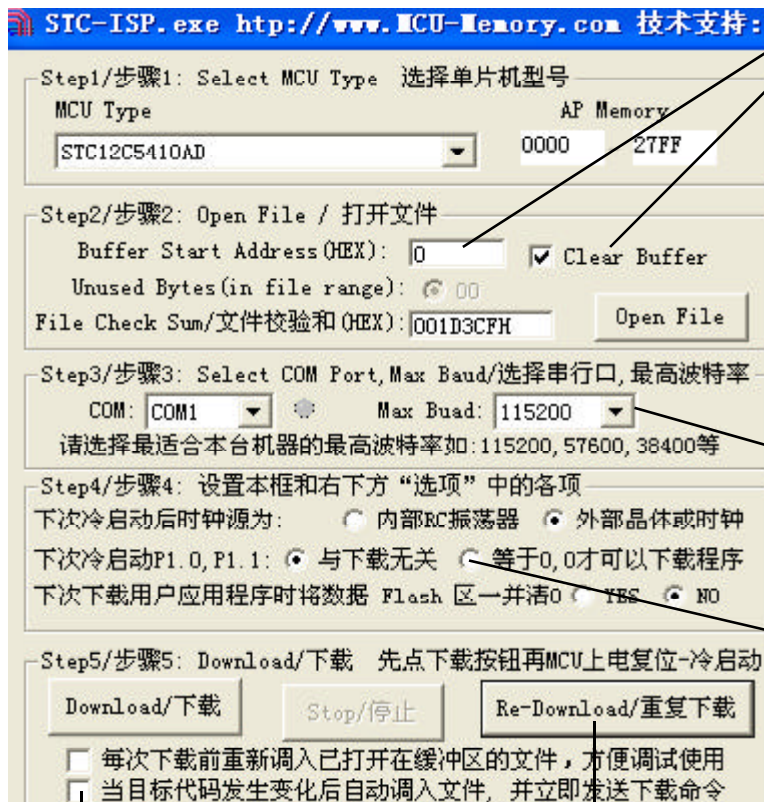 STC-ISP.exe htp://www.MCU-Memory.com 技术支持:
Step1/步骤1: Select MCU Type 选择单片机型号
MCU Type AP Memory
STC12C5410AD 0000 27FF
Step2/步骤2: Open File / 打开文件
Buffer Start Address(HEX): 0 Clear Buffer
Unused Bytes(in file range): 00
File Check Sum/文件校验和(HEX): 001D3CFH Open File
Step3/步骤3: Select COM Port,Max Baud/选择串行口,最高波特率
COM: COM1 Max Buad: 115200
请选择最适合本台机器的最高波特率如:115200,57600,38400等
Step4/步骤4: 设置本框和右下方“选项”中的各项
下次冷启动后时钟源为: 内部RC振荡器 外部晶体或时钟
下次冷启动P1.0,P1.1: 与下载无关 等于0,0才可以下载程序
下次下载用户应用程序时将数据 Flash 区一并清0 YES NO
Step5/步骤5: Download/下载 先点下载按钮再MCU上电复位-冷启动
Download/下载 Stop/停止 Re-Download/重复下载
每次下载前重新调入已打开在缓冲区的文件，方便调试使用
当目标代码发生变化后自动调入文件, 并立即发送下载命令